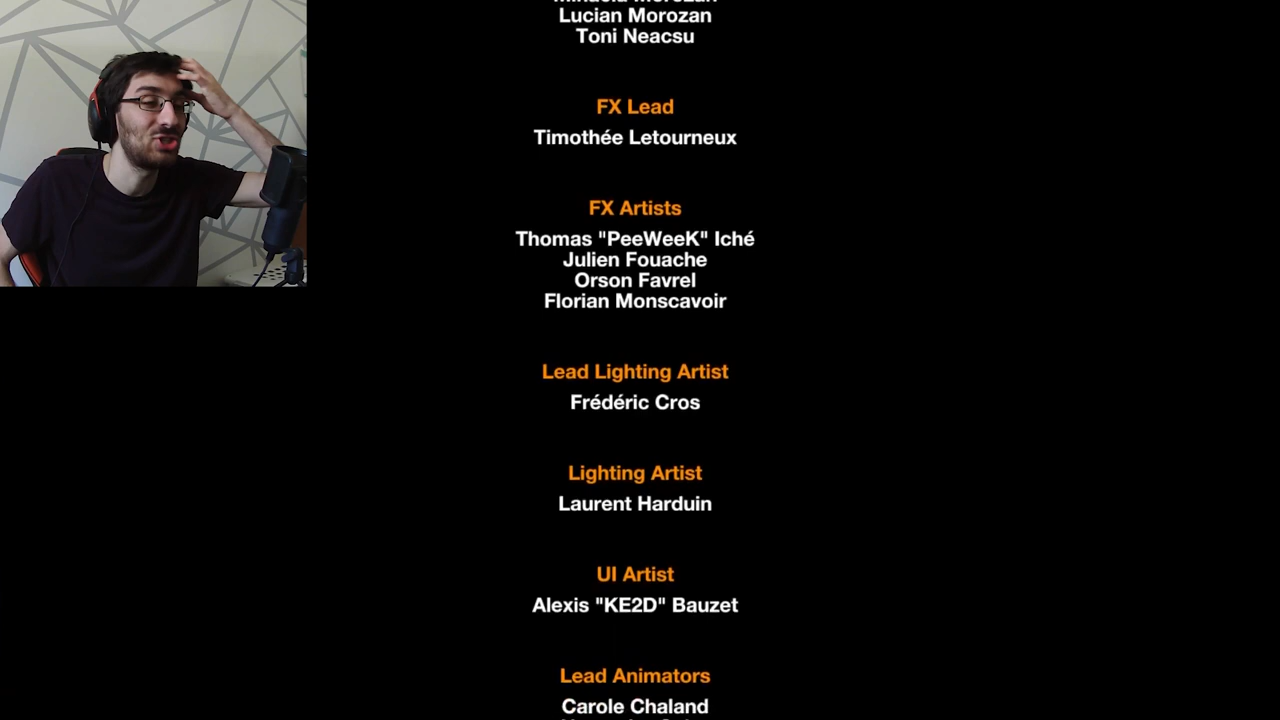 Lucian Morozan
Toni Neacsu
FX Lead
Timothée Letourneux
FX Artists
Thomas "PeeWeeK" Iché
Julien Fouache
Orson Favrel
Florian Monscavoir
Lead Lighting Artist
Frédéric Cros
Lighting Artist
Laurent Harduin
UI Artist
Alexis "KE2D" Bauzet
Lead Animators
Carole Chaland